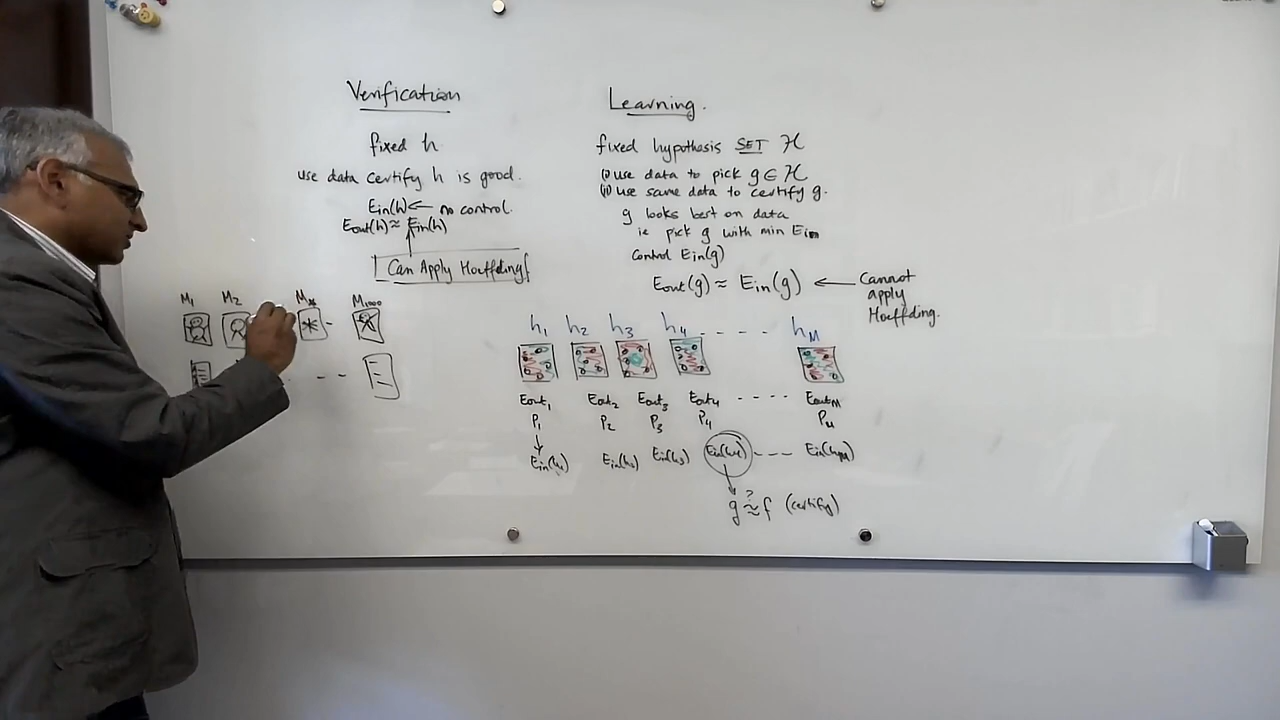 Verification
fixed h
use data certify h is good.
Ein(h) ← no control.
Eout(h) ≈ Ein(h)
Can Apply Hoeffding!
M1 M2 M* - M1000
. - -
Learning.
fixed hypothesis SET H
(i) use data to pick g ∈ H
(ii) use same data to certify g.
g looks best on data
ie pick g with min Ein
control Ein(g)
Eout(g) ≈ Ein(g) ← Cannot
apply
Hoeffding.
h1 h2 h3 h4 - - - - hM
Eout1 Eout2 Eout3 Eout4 - - - - EoutM
P1 P2 P3 P4 PM
Ein(h1) Ein(h2) Ein(h3) Ein(h4) - - - Ein(hM)
?
g ≈ f (certify)